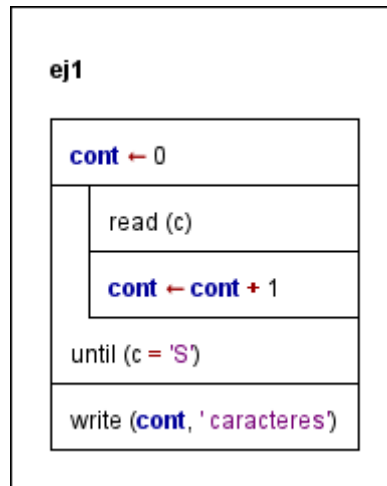 ej1
cont ← 0
read (c)
cont ← cont + 1
until (c = 'S')
write (cont, ' caracteres')